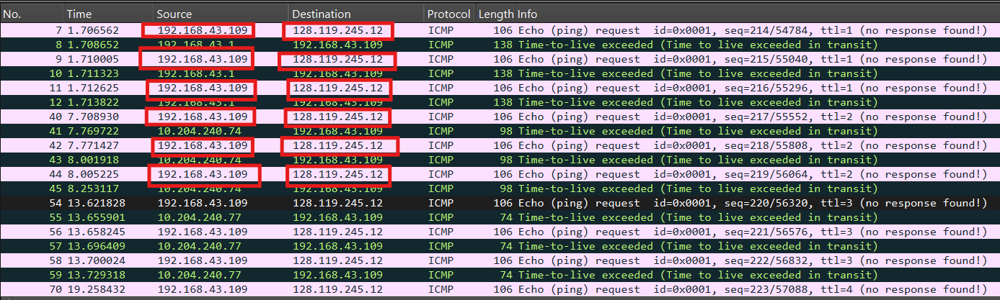 No. Time Source Destination Protocol Length Info
7 1.706562 192.168.43.109 128.119.245.12 ICMP 106 Echo (ping) request id=0x0001, seq=214/54784, ttl=1 (no response found!)
8 1.708652 192.168.43.1 192.168.43.109 ICMP 138 Time-to-live exceeded (Time to live exceeded in transit)
9 1.710005 192.168.43.109 128.119.245.12 ICMP 106 Echo (ping) request id=0x0001, seq=215/55040, ttl=1 (no response found!)
10 1.711323 192.168.43.1 192.168.43.109 ICMP 138 Time-to-live exceeded (Time to live exceeded in transit)
11 1.712625 192.168.43.109 128.119.245.12 ICMP 106 Echo (ping) request id=0x0001, seq=216/55296, ttl=1 (no response found!)
12 1.713822 192.168.43.1 192.168.43.109 ICMP 138 Time-to-live exceeded (Time to live exceeded in transit)
40 7.708930 192.168.43.109 128.119.245.12 ICMP 106 Echo (ping) request id=0x0001, seq=217/55552, ttl=2 (no response found!)
41 7.769722 10.204.240.74 192.168.43.109 ICMP 98 Time-to-live exceeded (Time to live exceeded in transit)
42 7.771427 192.168.43.109 128.119.245.12 ICMP 106 Echo (ping) request id=0x0001, seq=218/55808, ttl=2 (no response found!)
43 8.001918 10.204.240.74 192.168.43.109 ICMP 98 Time-to-live exceeded (Time to live exceeded in transit)
44 8.005225 192.168.43.109 128.119.245.12 ICMP 106 Echo (ping) request id=0x0001, seq=219/56064, ttl=2 (no response found!)
45 8.253117 10.204.240.74 192.168.43.109 ICMP 98 Time-to-live exceeded (Time to live exceeded in transit)
54 13.621828 192.168.43.109 128.119.245.12 ICMP 106 Echo (ping) request id=0x0001, seq=220/56320, ttl=3 (no response found!)
55 13.655901 10.204.240.77 192.168.43.109 ICMP 74 Time-to-live exceeded (Time to live exceeded in transit)
56 13.658245 192.168.43.109 128.119.245.12 ICMP 106 Echo (ping) request id=0x0001, seq=221/56576, ttl=3 (no response found!)
57 13.696409 10.204.240.77 192.168.43.109 ICMP 74 Time-to-live exceeded (Time to live exceeded in transit)
58 13.700024 192.168.43.109 128.119.245.12 ICMP 106 Echo (ping) request id=0x0001, seq=222/56832, ttl=3 (no response found!)
59 13.729318 10.204.240.77 192.168.43.109 ICMP 74 Time-to-live exceeded (Time to live exceeded in transit)
70 19.258432 192.168.43.109 128.119.245.12 ICMP 106 Echo (ping) request id=0x0001, seq=223/57088, ttl=4 (no response found!)